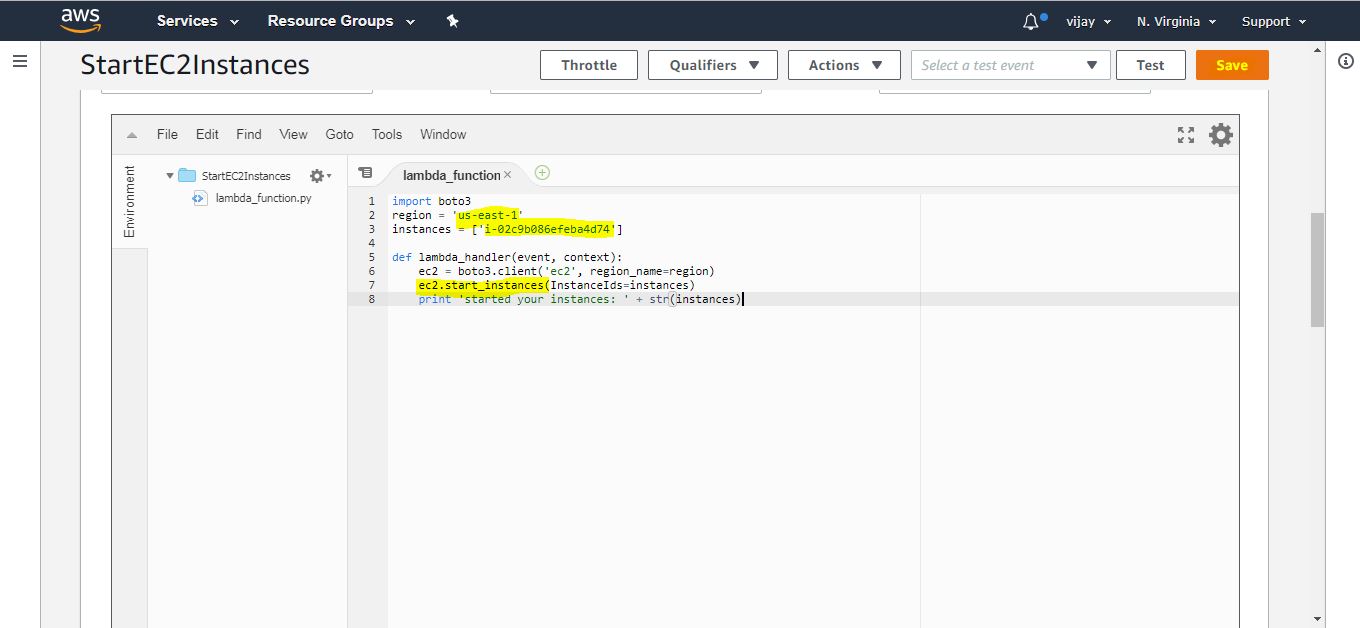 aws Services Resource Groups vijay N. Virginia Support
StartEC2Instances Throttle Qualifiers Actions Select a test event Test Save
File Edit Find View Goto Tools Window
Environment
StartEC2Instances
lambda_function.py
lambda_function
1 import boto3
2 region = 'us-east-1'
3 instances = ['i-02c9b086efeba4d74']
4
5 def lambda_handler(event, context):
6     ec2 = boto3.client('ec2', region_name=region)
7     ec2.start_instances(InstanceIds=instances)
8     print 'started your instances: ' + str(instances)